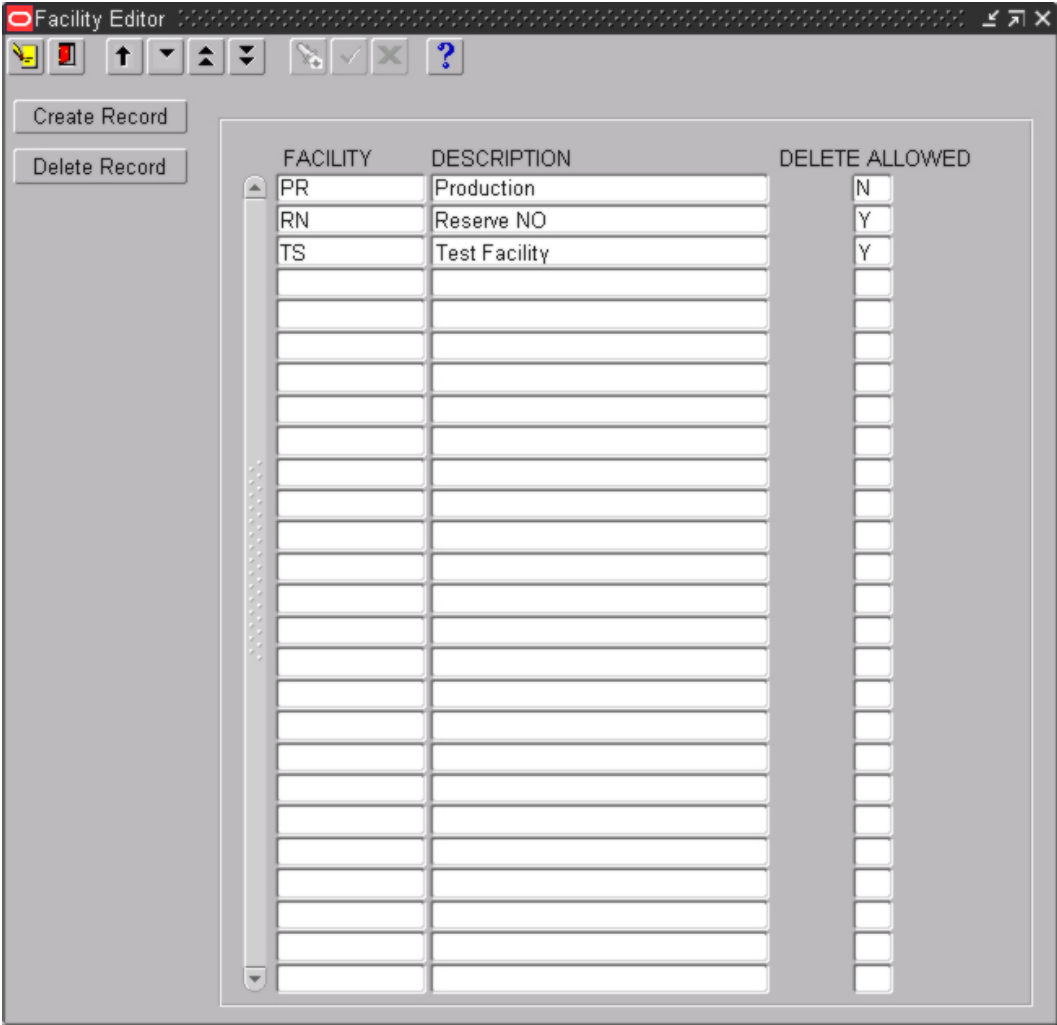 Facility Editor
?
Create Record
Delete Record
FACILITY DESCRIPTION DELETE ALLOWED
PR Production N
RN Reserve NO Y
TS Test Facility Y